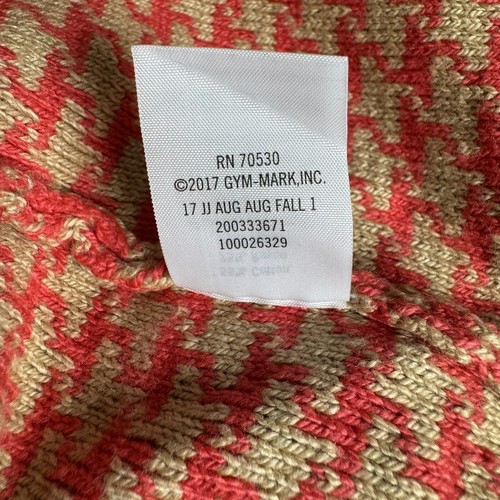 RN 70530
©2017 GYM-MARK,INC.
17 JJ AUG AUG FALL 1
200333671
100026329